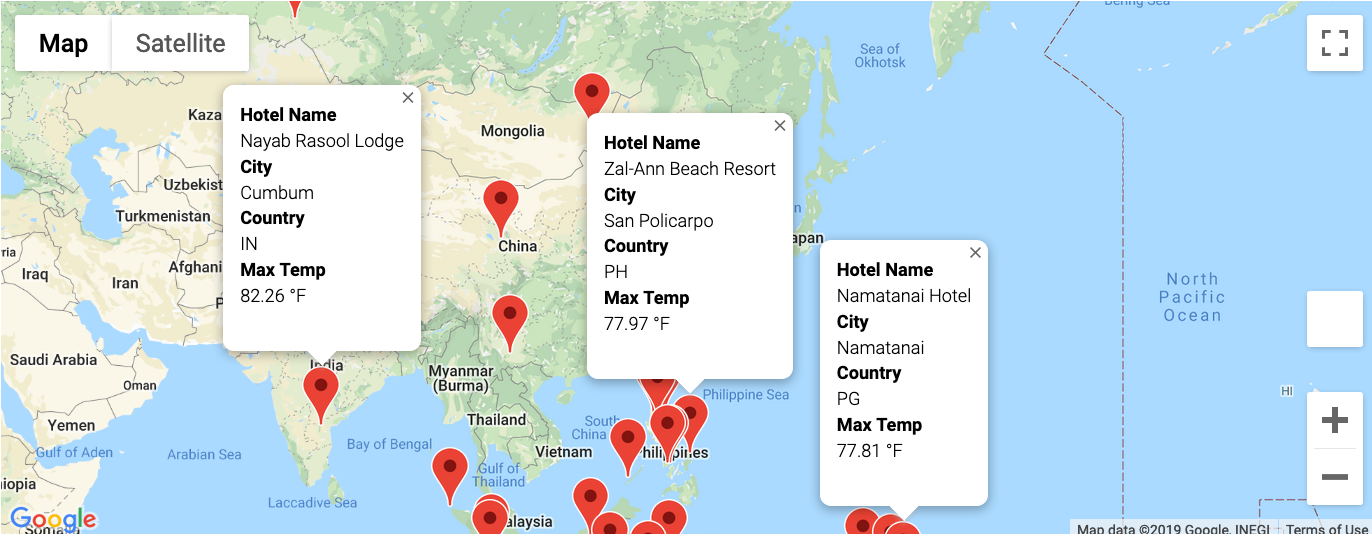 Map
Satellite
Bering Sea
Sea of
Okhotsk
Kaza
Mongolia
Uzbekist
Turkmenistan
China
apan
Iraq
Iran
Afghani
P
Saudi Arabia
Oman
Yemen
Gulf of Aden
Arabian Sea
India
Bay of Bengal
Laccadive Sea
Myanmar
(Burma)
Thailand
Gulf of
Thailand
Vietnam
South
China
Philippine Sea
Philippines
alaysia
North
Pacific
Ocean
HI
iopia
Somalia
Hotel Name
Nayab Rasool Lodge
City
Cumbum
Country
IN
Max Temp
82.26 °F
Hotel Name
Zal-Ann Beach Resort
City
San Policarpo
Country
PH
Max Temp
77.97 °F
Hotel Name
Namatanai Hotel
City
Namatanai
Country
PG
Max Temp
77.81 °F
Google
Map data ©2019 Google, INEGI
Terms of Use